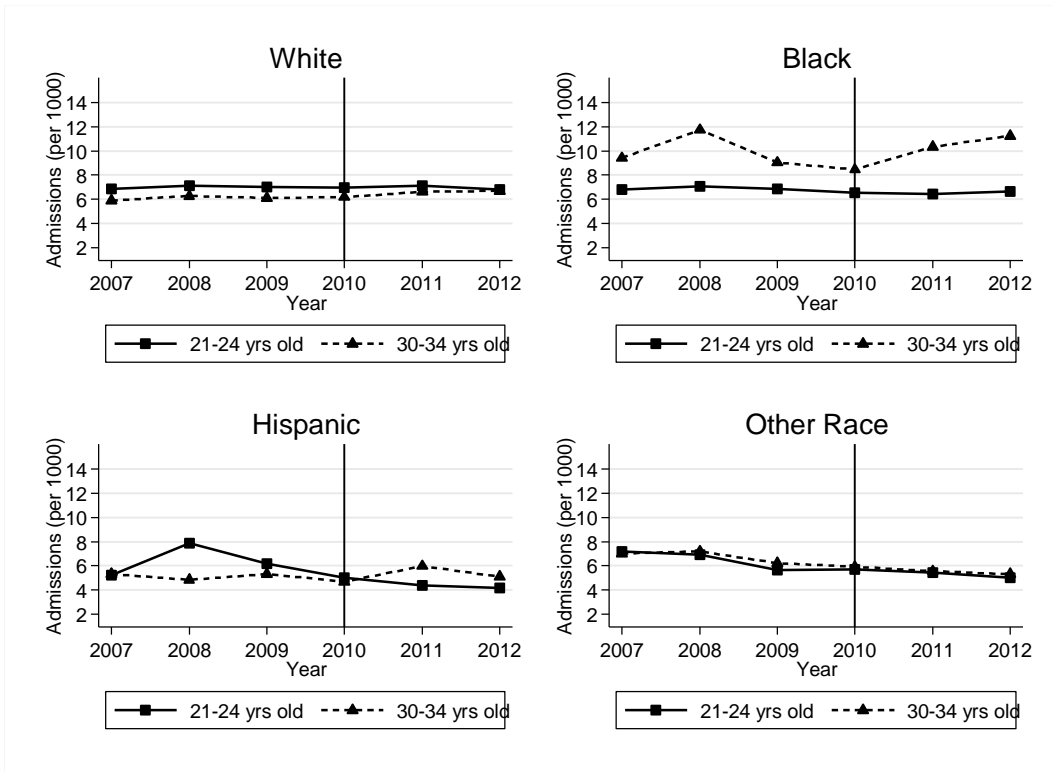 White
Admissions (per 1000)
14
12
10
8
6
4
2
2007 2008 2009 2010 2011 2012
Year
21-24 yrs old 30-34 yrs old
Black
Admissions (per 1000)
14
12
10
8
6
4
2
2007 2008 2009 2010 2011 2012
Year
21-24 yrs old 30-34 yrs old
Hispanic
Admissions (per 1000)
14
12
10
8
6
4
2
2007 2008 2009 2010 2011 2012
Year
21-24 yrs old 30-34 yrs old
Other Race
Admissions (per 1000)
14
12
10
8
6
4
2
2007 2008 2009 2010 2011 2012
Year
21-24 yrs old 30-34 yrs old